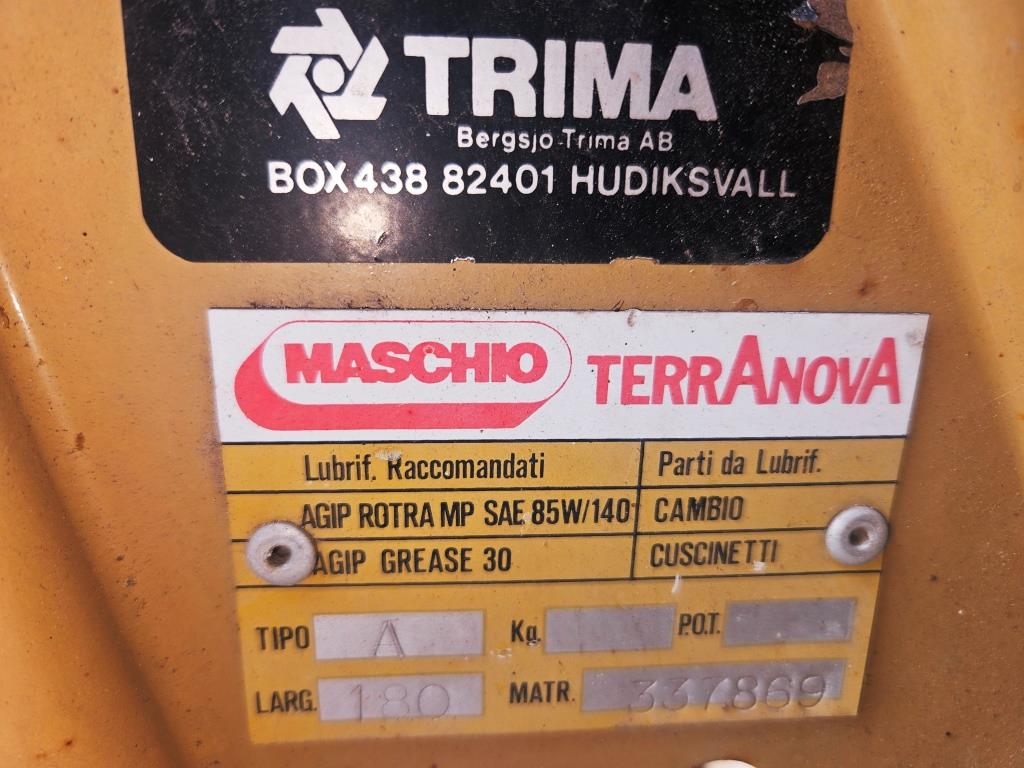 TRIMA
Bergsjo Trima AB
BOX 438 82401 HUDIKSVALL
MASCHIO TERRANOVA
Lubrif. Raccomandati Parti da Lubrif.
AGIP ROTRA MP SAE 85W/140 CAMBIO
AGIP GREASE 30 CUSCINETTI
TIPO A Kg. P.O.T.
LARG. 180 MATR. 337869